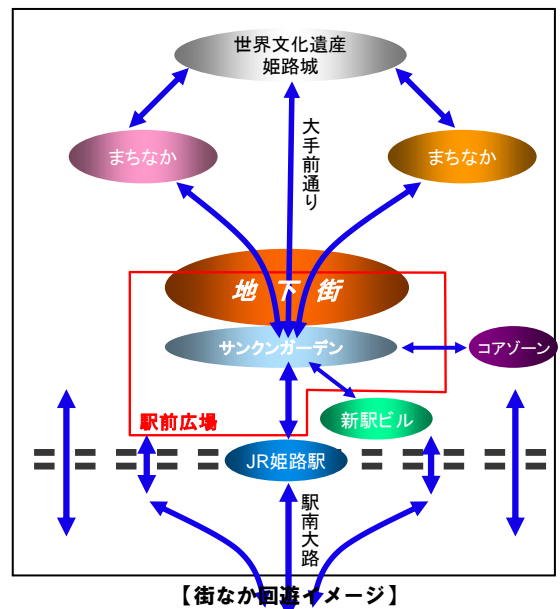 世界文化遺産
姫路城
大手前通り
まちなか
まちなか
地下街
サンクンガーデン
コアゾーン
新駅ビル
駅前広場
JR姫路駅
駅南大路
【街なか回遊イメージ】